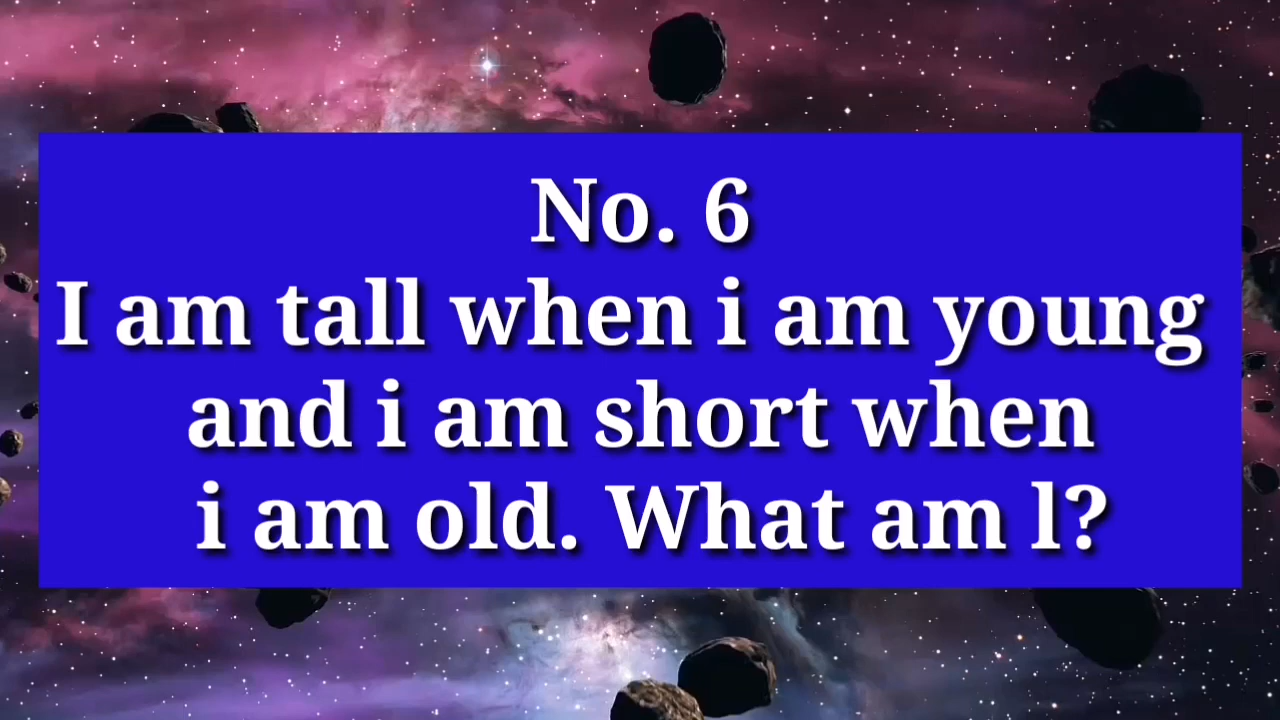 No. 6
I am tall when i am young
and i am short when
i am old. What am l?